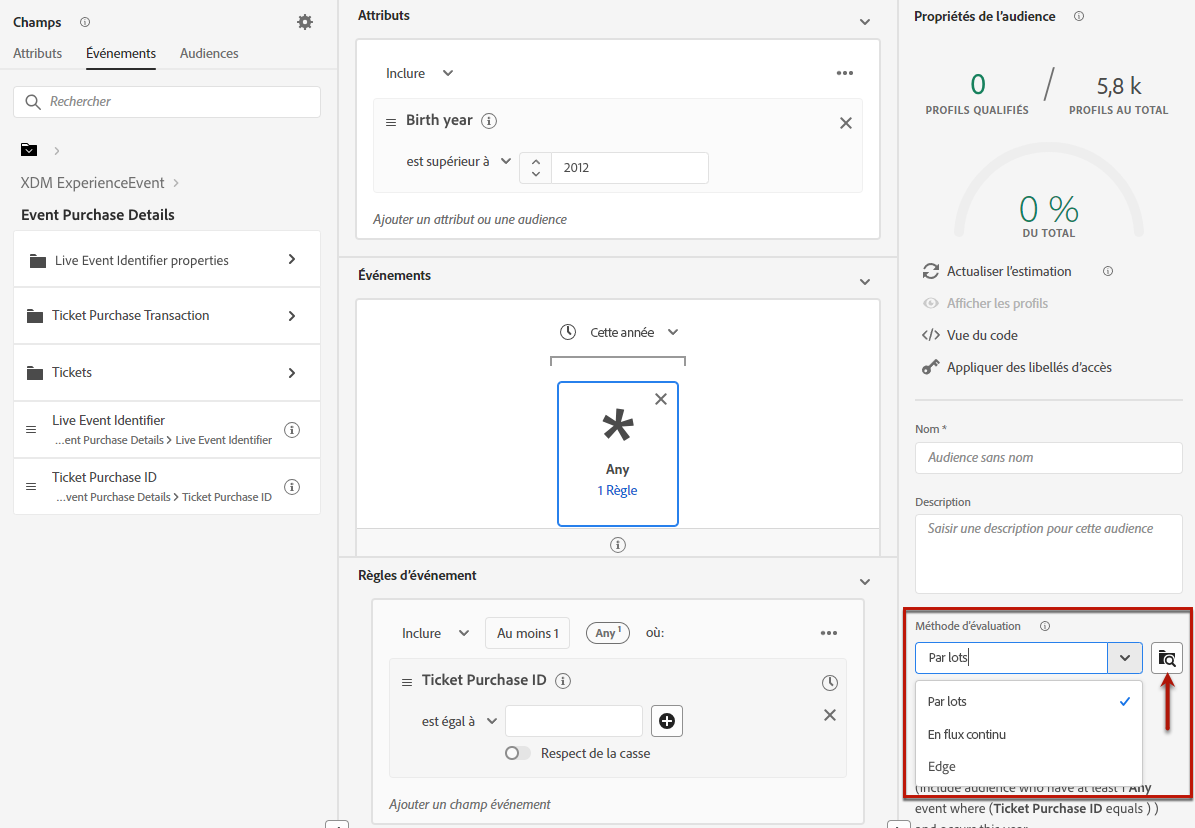 Champs
Attributs
Événements
Audiences
Rechercher
XDM ExperienceEvent
Event Purchase Details
Live Event Identifier properties
Ticket Purchase Transaction
Tickets
Live Event Identifier
...ent Purchase Details > Live Event Identifier
Ticket Purchase ID
...vent Purchase Details > Ticket Purchase ID
Attributs
Inclure
Birth year
est supérieur à
2012
Ajouter un attribut ou une audience
Événements
Cette année
Any
1 Règle
Règles d'événement
Inclure
Au moins 1
Any 1
où:
Ticket Purchase ID
est égal à
Respect de la casse
Ajouter un champ événement
Propriétés de l'audience
0 / 5,8 k
PROFILS QUALIFIÉS
PROFILS AU TOTAL
0 %
DU TOTAL
Actualiser l'estimation
Afficher les profils
Vue du code
Appliquer des libellés d'accès
Nom *
Audience sans nom
Description
Saisir une description pour cette audience
Méthode d'évaluation
Par lots
Par lots
En flux continu
Edge
(Include audience who have at least 1 Any
event where (Ticket Purchase ID equals ) )
and occurs this year